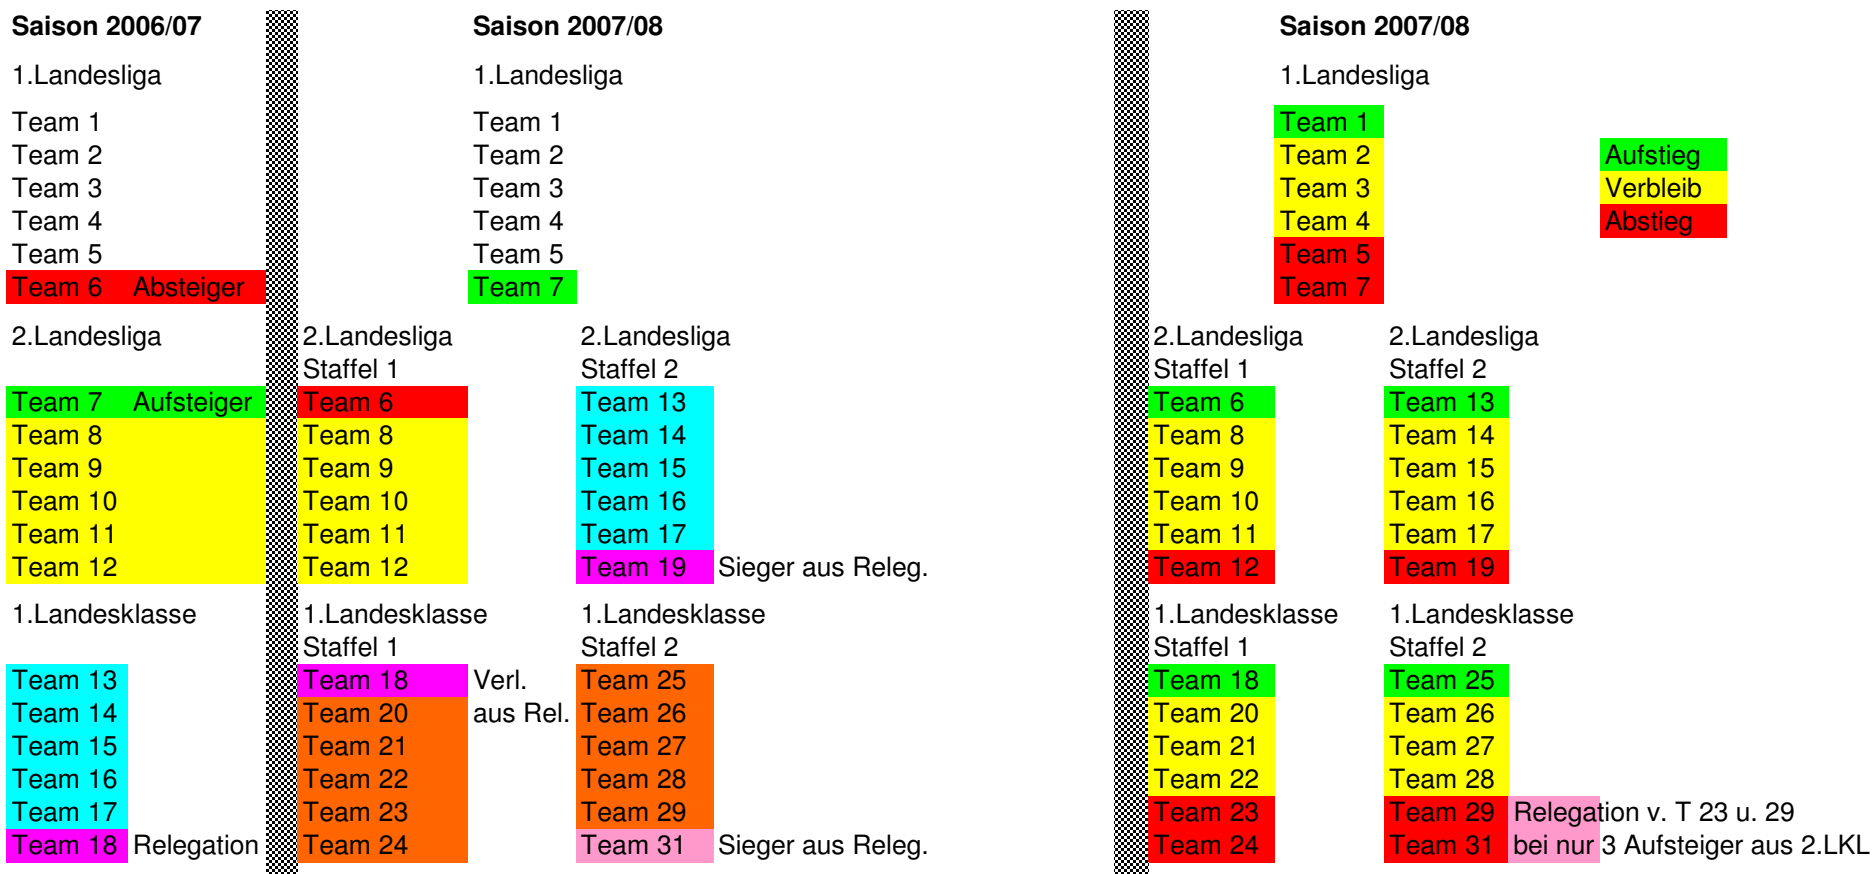 Saison 2006/07 Saison 2007/08 Saison 2007/08
1.Landesliga 1.Landesliga 1.Landesliga
Team 1 Team 1 Team 1
Team 2 Team 2 Team 2 Aufstieg
Team 3 Team 3 Team 3 Verbleib
Team 4 Team 4 Team 4 Abstieg
Team 5 Team 5 Team 5
Team 6 Absteiger Team 7 Team 7
2.Landesliga 2.Landesliga 2.Landesliga 2.Landesliga 2.Landesliga
Staffel 1 Staffel 2 Staffel 1 Staffel 2
Team 7 Aufsteiger Team 6 Team 13 Team 6 Team 13
Team 8 Team 8 Team 14 Team 8 Team 14
Team 9 Team 9 Team 15 Team 9 Team 15
Team 10 Team 10 Team 16 Team 10 Team 16
Team 11 Team 11 Team 17 Team 11 Team 17
Team 12 Team 12 Team 19 Sieger aus Releg. Team 12 Team 19
1.Landesklasse 1.Landesklasse 1.Landesklasse 1.Landesklasse 1.Landesklasse
Staffel 1 Staffel 2 Staffel 1 Staffel 2
Team 13 Team 18 Verl. Team 25 Team 18 Team 25
Team 14 Team 20 aus Rel. Team 26 Team 20 Team 26
Team 15 Team 21 Team 27 Team 21 Team 27
Team 16 Team 22 Team 28 Team 22 Team 28
Team 17 Team 23 Team 29 Team 23 Team 29 Relegation v. T 23 u. 29
Team 18 Relegation Team 24 Team 31 Sieger aus Releg. Team 24 Team 31 bei nur 3 Aufsteiger aus 2.LKL